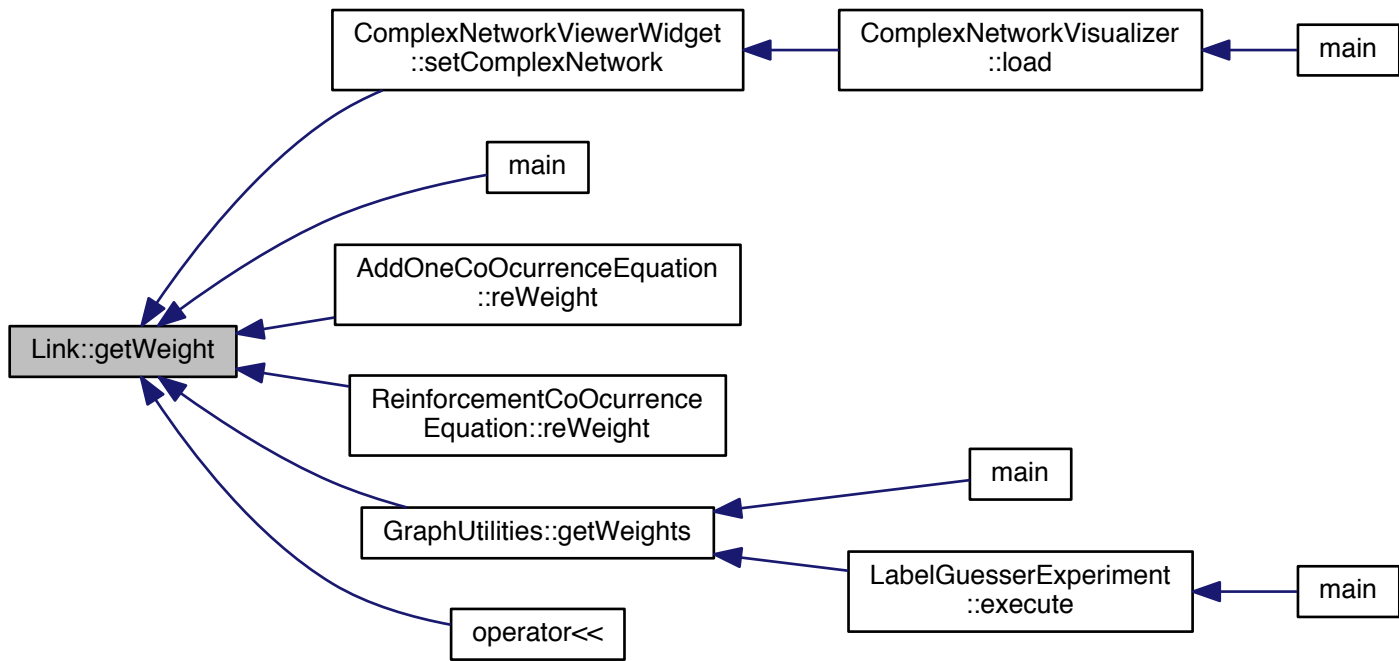 ComplexNetworkViewerWidget
::setComplexNetwork
ComplexNetworkVisualizer
::load
main
main
AddOneCoOcurrenceEquation
::reWeight
Link::getWeight
ReinforcementCoOcurrence
Equation::reWeight
main
GraphUtilities::getWeights
LabelGuesserExperiment
::execute
main
operator<<